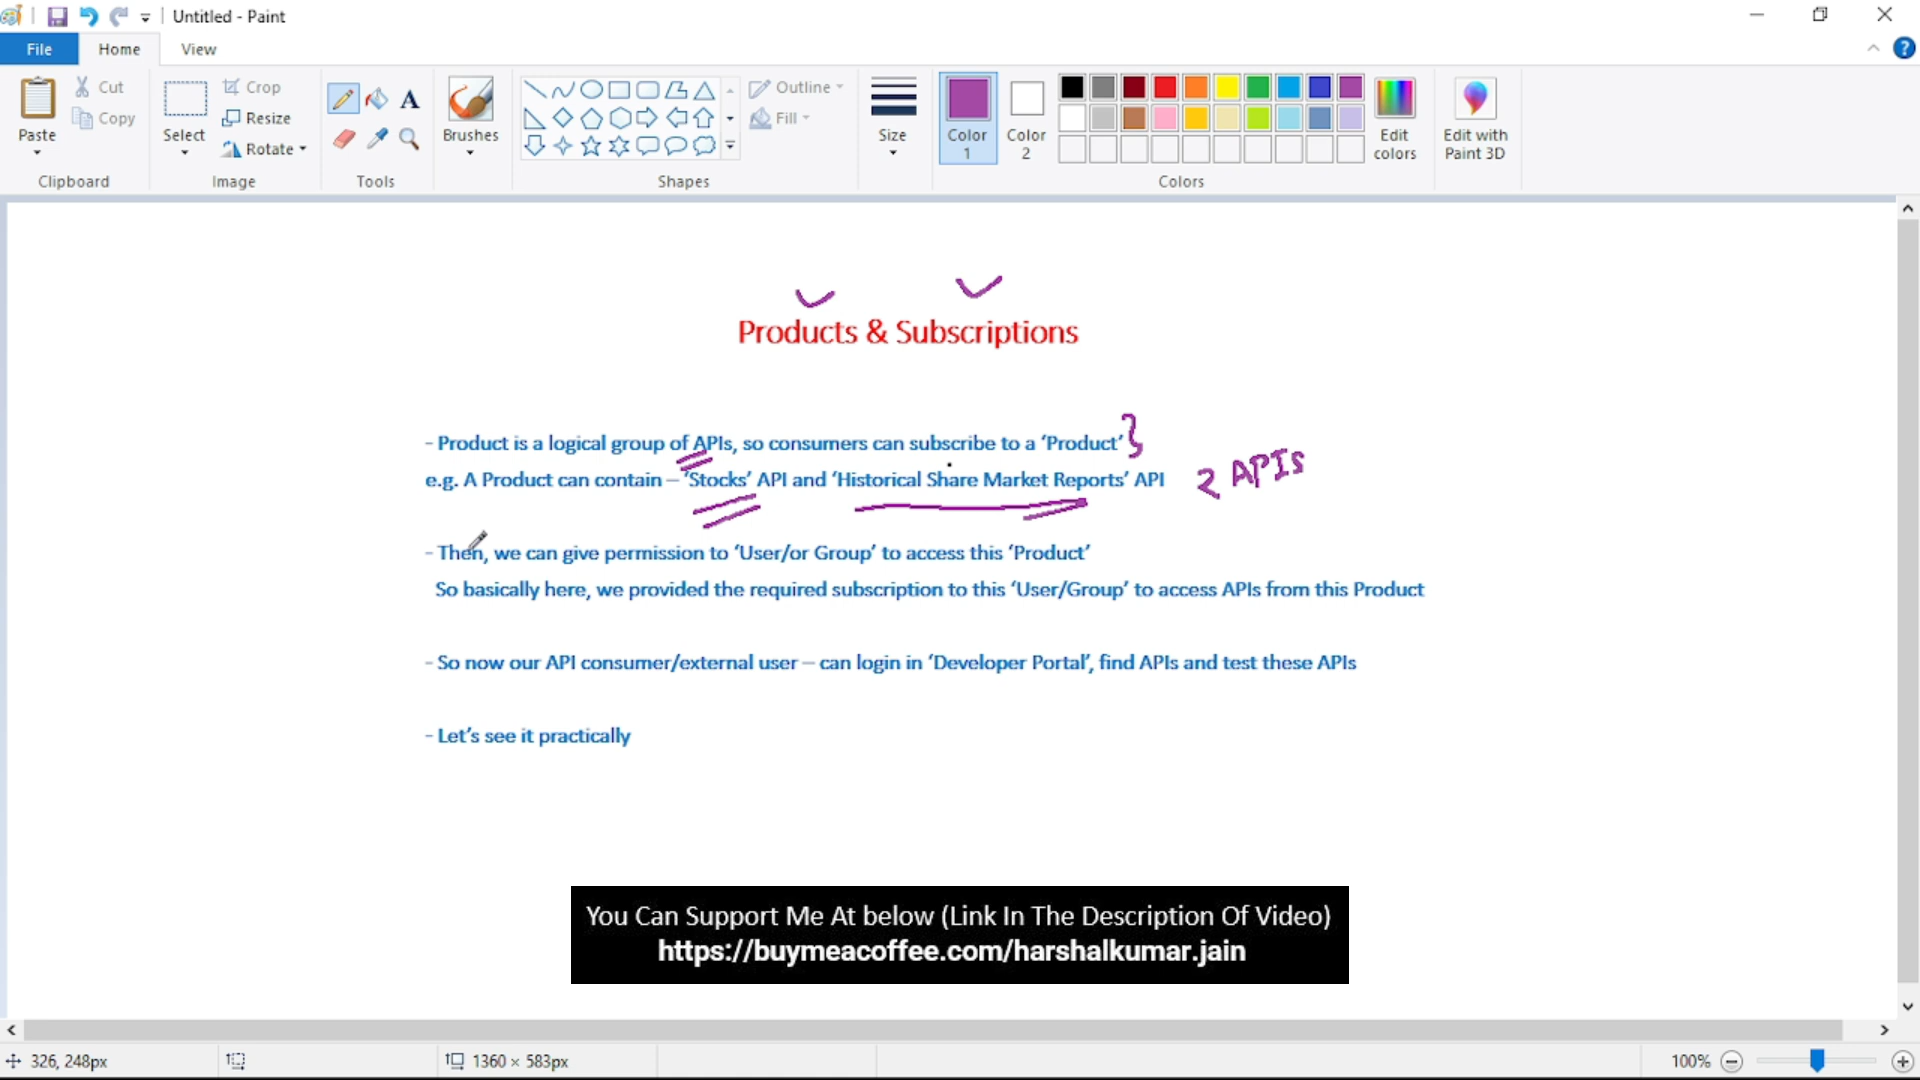 Untitled - Paint
File Home View
Paste
Cut
Copy
Clipboard
Select
Crop
Resize
Rotate
Image
A
Tools
Brushes
Outline
Fill
Shapes
Size
Color 1
Color 2
Edit colors
Edit with Paint 3D
Colors
Products & Subscriptions
- Product is a logical group of APIs, so consumers can subscribe to a ‘Product’
e.g. A Product can contain – ‘Stocks’ API and ‘Historical Share Market Reports’ API
2 APIs
- Then, we can give permission to ‘User/or Group’ to access this ‘Product’
So basically here, we provided the required subscription to this ‘User/Group’ to access APIs from this Product
- So now our API consumer/external user – can login in ‘Developer Portal’, find APIs and test these APIs
- Let’s see it practically
You Can Support Me At below (Link In The Description Of Video)
https://buymeacoffee.com/harshalkumar.jain
326, 248px
1360 × 583px
100%